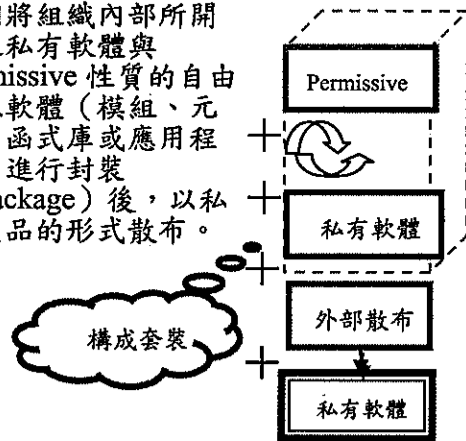 將組織內部所開
私有軟體與
missive 性質的自由
軟體（模組、元
函式庫或應用程
進行封裝
ackage）後，以私
品的形式散布。
Permissive
私有軟體
外部散布
構成套裝
私有軟體